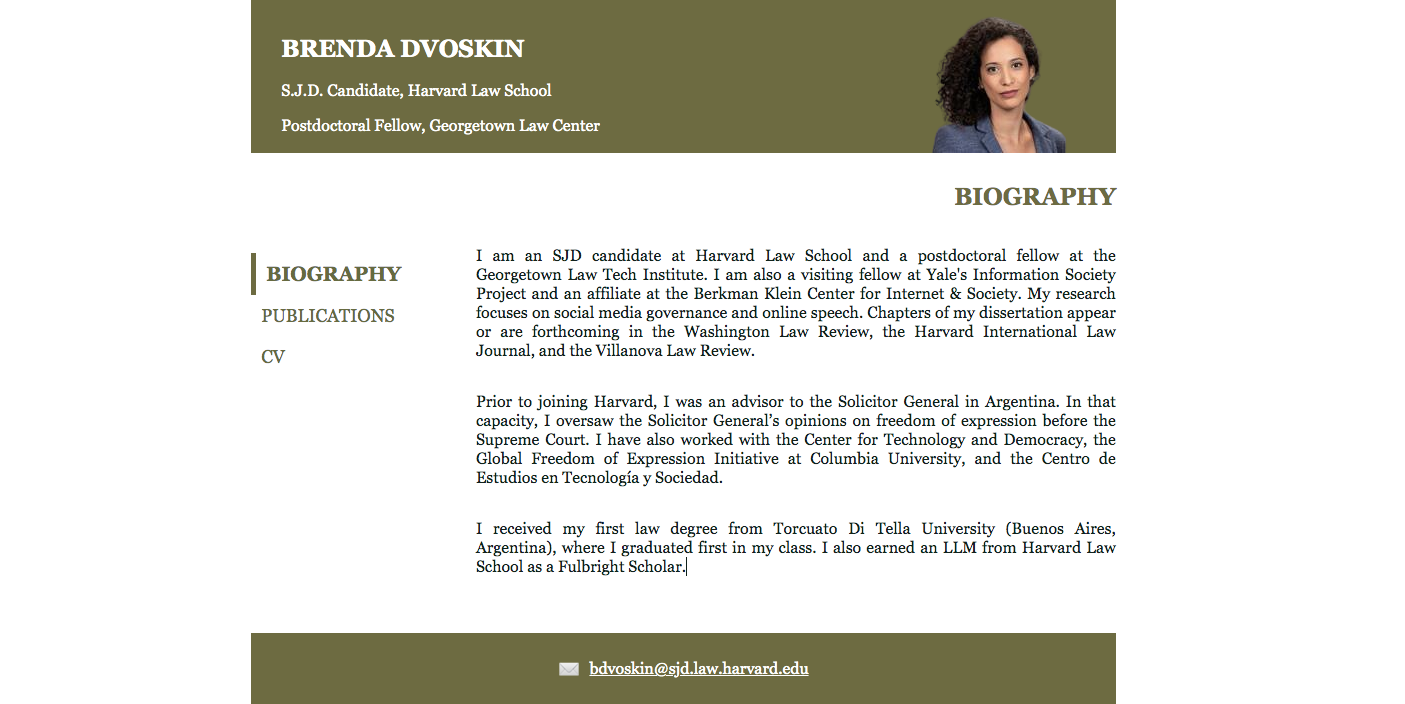 BRENDA DVOSKIN
S.J.D. Candidate, Harvard Law School
Postdoctoral Fellow, Georgetown Law Center
BIOGRAPHY
BIOGRAPHY
PUBLICATIONS
CV
I am an SJD candidate at Harvard Law School and a postdoctoral fellow at the
Georgetown Law Tech Institute. I am also a visiting fellow at Yale's Information Society
Project and an affiliate at the Berkman Klein Center for Internet & Society. My research
focuses on social media governance and online speech. Chapters of my dissertation appear
or are forthcoming in the Washington Law Review, the Harvard International Law
Journal, and the Villanova Law Review.
Prior to joining Harvard, I was an advisor to the Solicitor General in Argentina. In that
capacity, I oversaw the Solicitor General’s opinions on freedom of expression before the
Supreme Court. I have also worked with the Center for Technology and Democracy, the
Global Freedom of Expression Initiative at Columbia University, and the Centro de
Estudios en Tecnología y Sociedad.
I received my first law degree from Torcuato Di Tella University (Buenos Aires,
Argentina), where I graduated first in my class. I also earned an LLM from Harvard Law
School as a Fulbright Scholar.
bdvoskin@sjd.law.harvard.edu